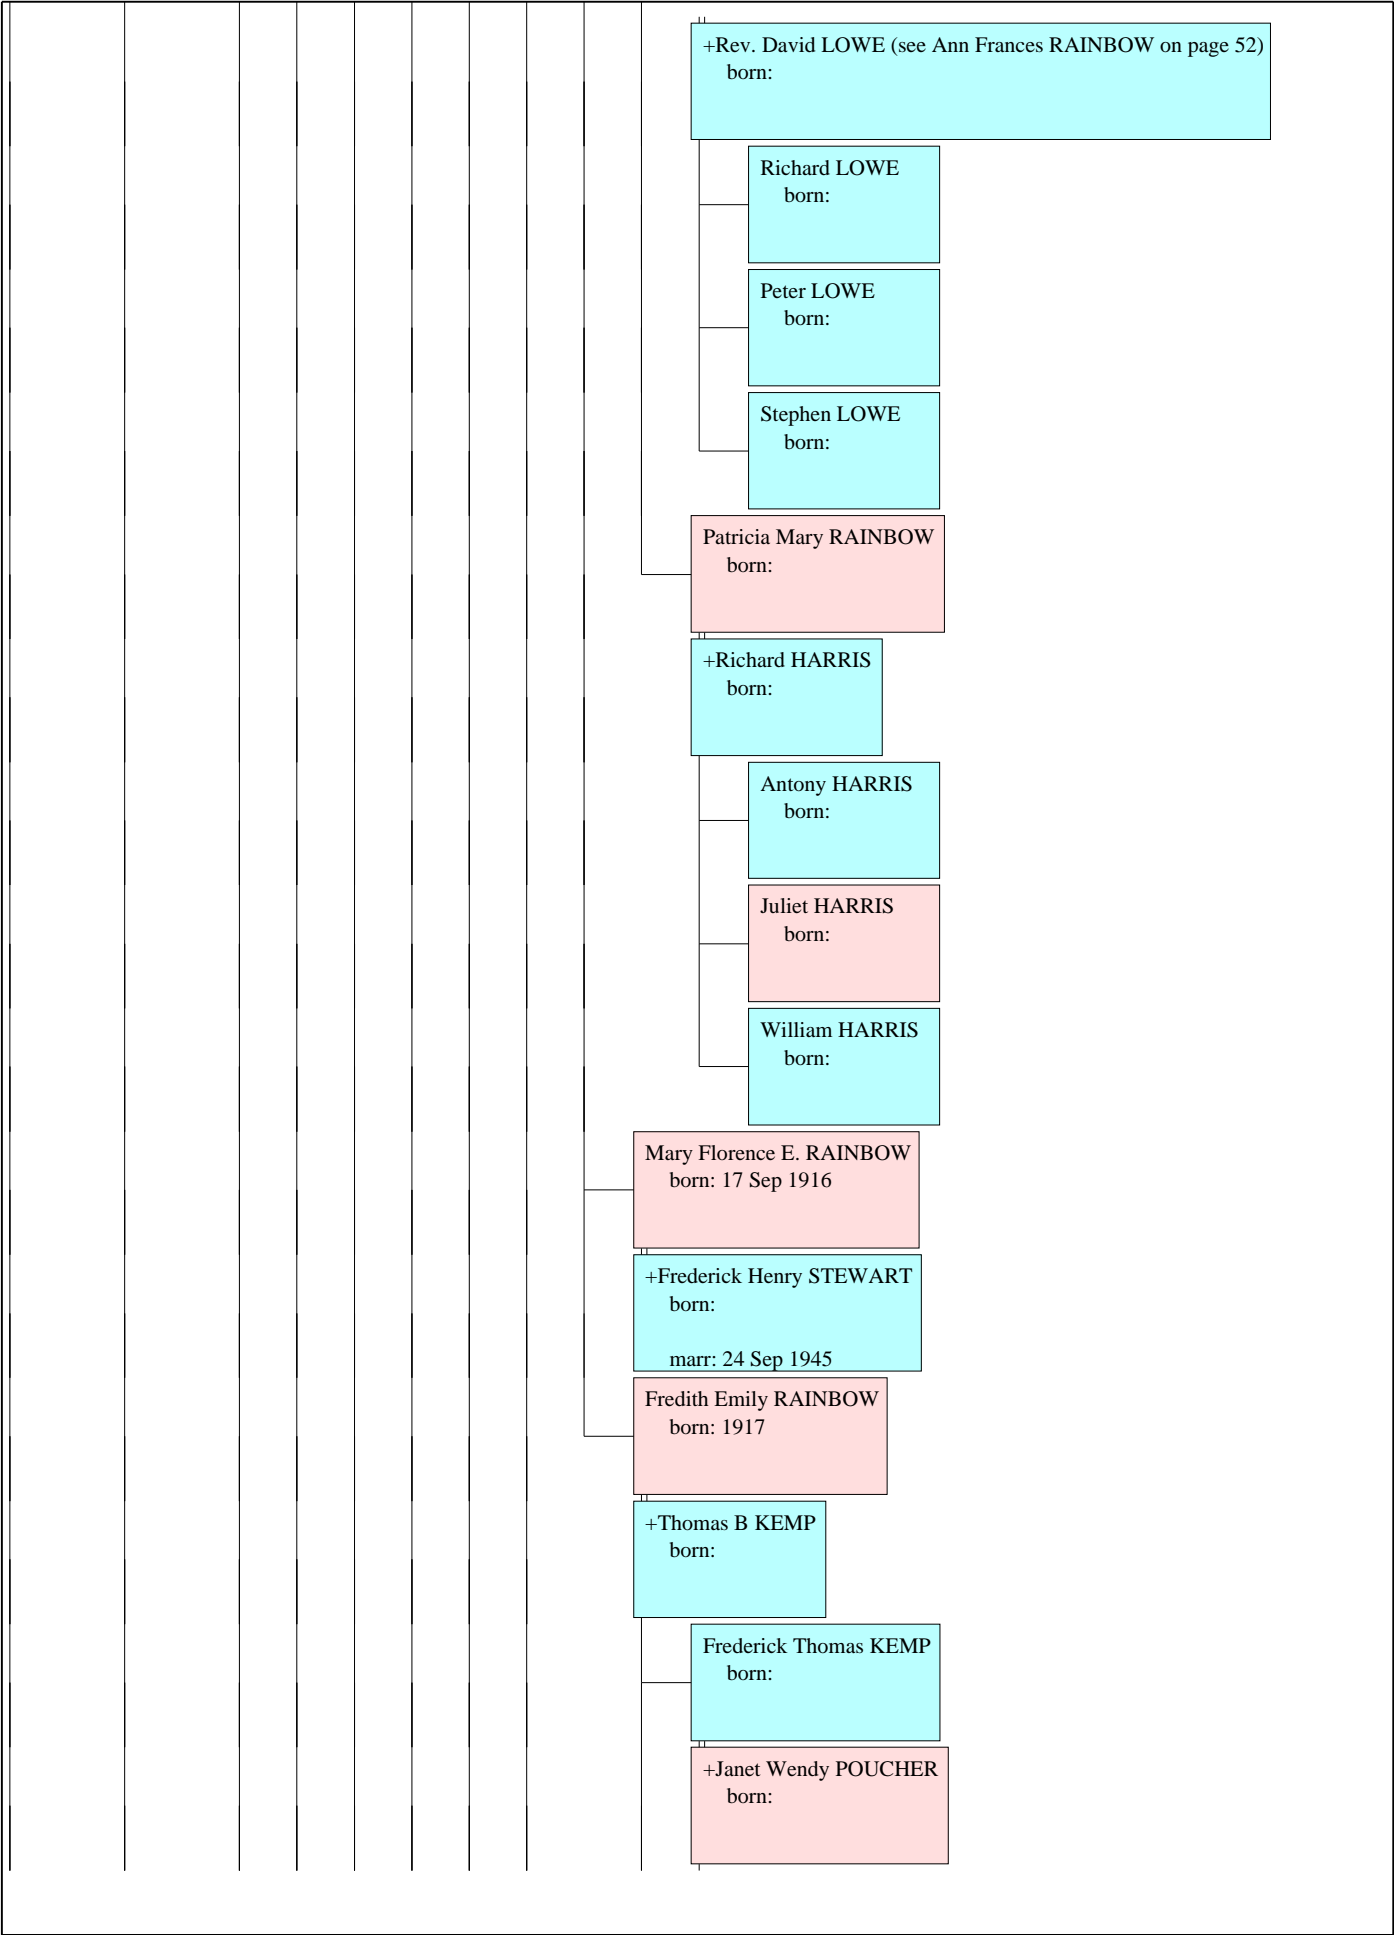 +Rev. David LOWE (see Ann Frances RAINBOW on page 52)
born:
Richard LOWE
born:
Peter LOWE
born:
Stephen LOWE
born:
Patricia Mary RAINBOW
born:
+Richard HARRIS
born:
Antony HARRIS
born:
Juliet HARRIS
born:
William HARRIS
born:
Mary Florence E. RAINBOW
born: 17 Sep 1916
+Frederick Henry STEWART
born:
marr: 24 Sep 1945
Fredith Emily RAINBOW
born: 1917
+Thomas B KEMP
born:
Frederick Thomas KEMP
born:
+Janet Wendy POUCHER
born: